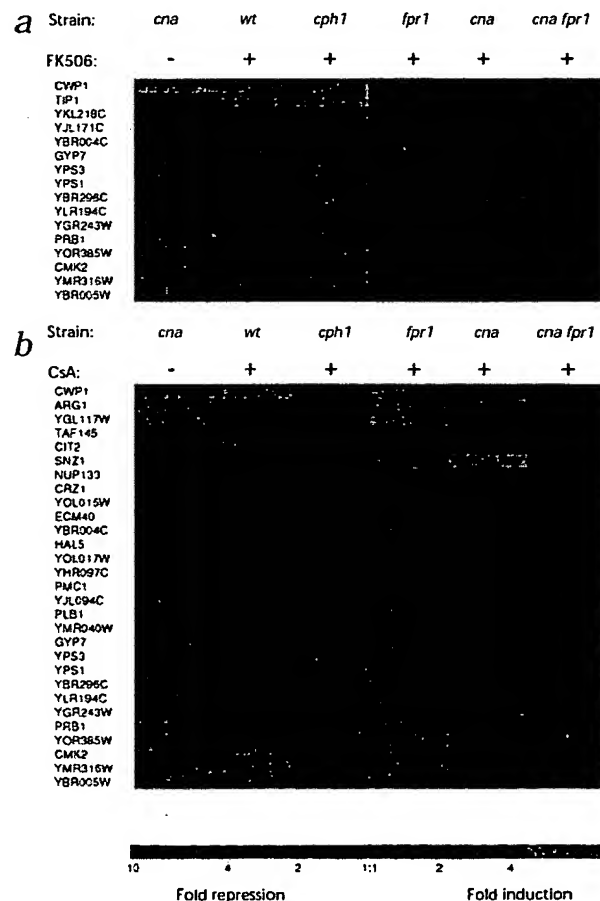 a Strain: cna wt cph1 fpr1 cna cna fpr1
FK506: - + + + + +
CWP1
TIP1
YKL218C
YJL171C
YBR004C
GYP7
YPS3
YPS1
YBR296C
YLR194C
YGR243W
PRB1
YOR385W
CMK2
YMR316W
YBR005W
b Strain: cna wt cph1 fpr1 cna cna fpr1
CsA: - + + + + +
CWP1
ARG1
YGL117W
TAF145
CIT2
SNZ1
NUP133
CRZ1
YOL015W
ECM40
YBR004C
HAL5
YOL017W
YHR097C
PMC1
YJL094C
PLB1
YMR040W
GYP7
YPS3
YPS1
YBR296C
YLR194C
YGR243W
PRB1
YOR385W
CMK2
YMR316W
YBR005W
10 4 2 1:1 2 4
Fold repression Fold induction